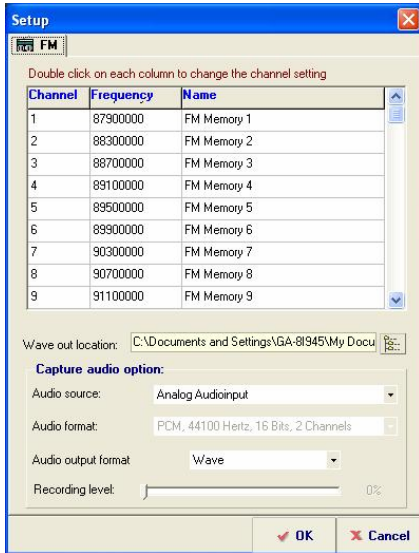 Setup
FM
Double click on each column to change the channel setting
Channel Frequency Name
1 87900000 FM Memory 1
2 88300000 FM Memory 2
3 88700000 FM Memory 3
4 89100000 FM Memory 4
5 89500000 FM Memory 5
6 89900000 FM Memory 6
7 90300000 FM Memory 7
8 90700000 FM Memory 8
9 91100000 FM Memory 9
Wave out location: C:\Documents and Settings\GA-8I945\My Docu
Capture audio option:
Audio source: Analog Audioinput
Audio format: PCM, 44100 Hertz, 16 Bits, 2 Channels
Audio output format Wave
Recording level: 0%
OK Cancel